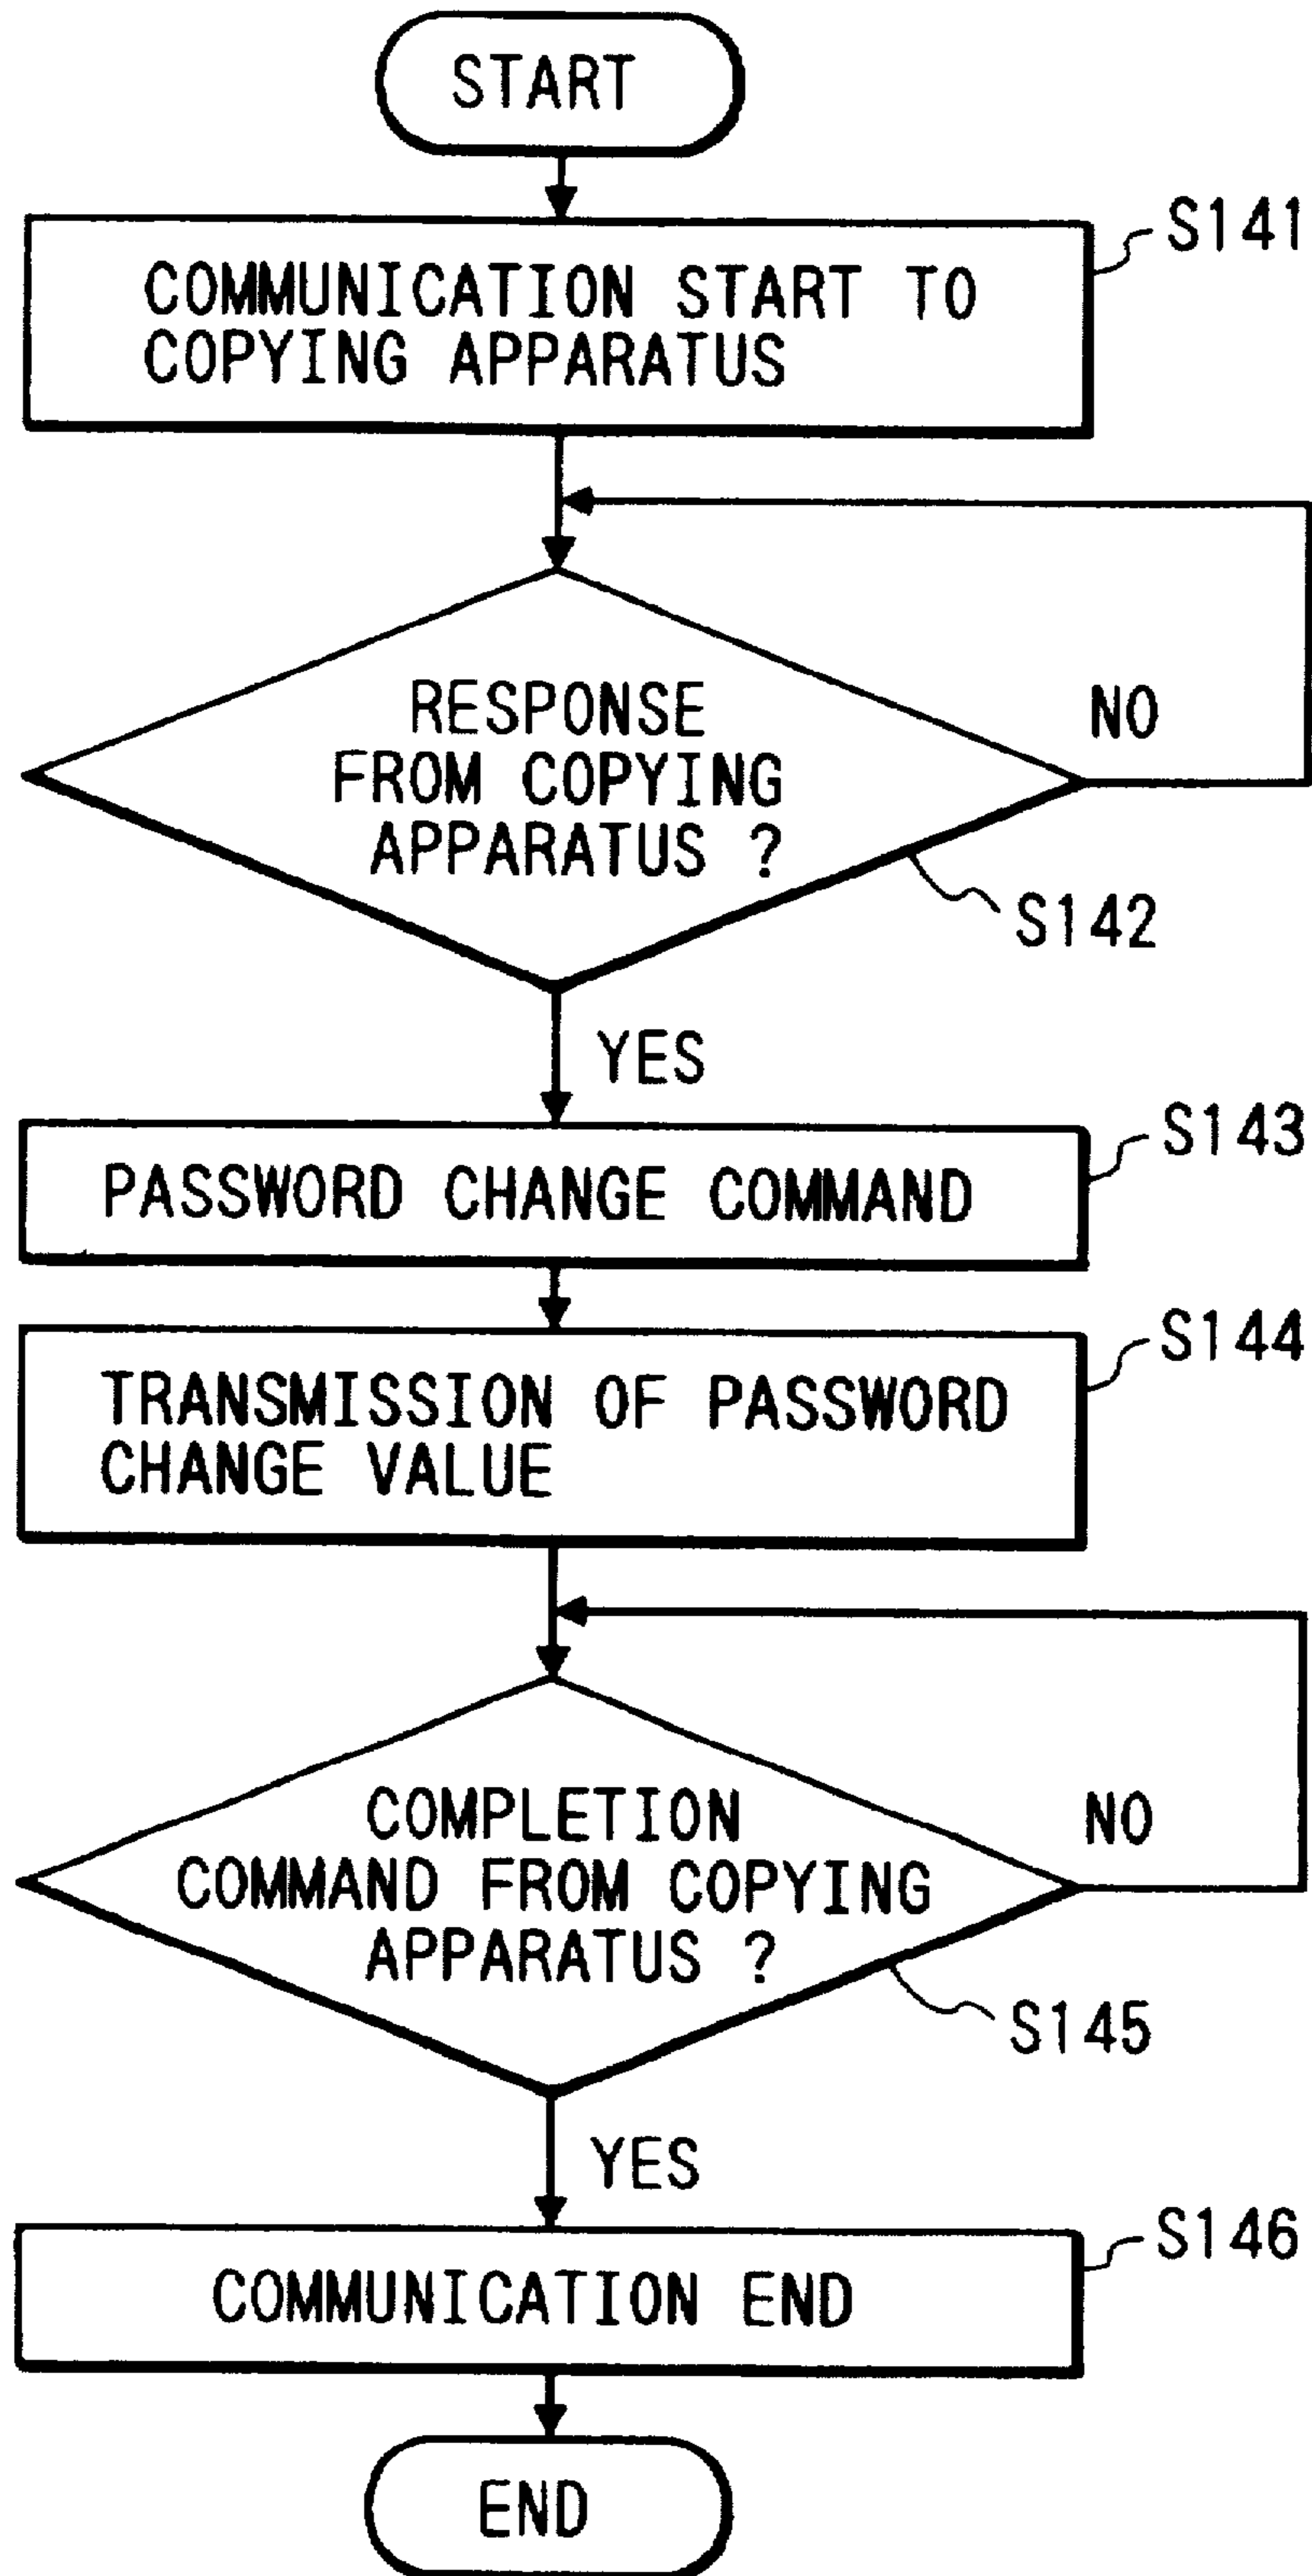 START
S141
COMMUNICATION START TO
COPYING APPARATUS
RESPONSE
FROM COPYING
APPARATUS ?
NO
S142
YES
S143
PASSWORD CHANGE COMMAND
S144
TRANSMISSION OF PASSWORD
CHANGE VALUE
COMPLETION
COMMAND FROM COPYING
APPARATUS ?
NO
S145
YES
S146
COMMUNICATION END
END